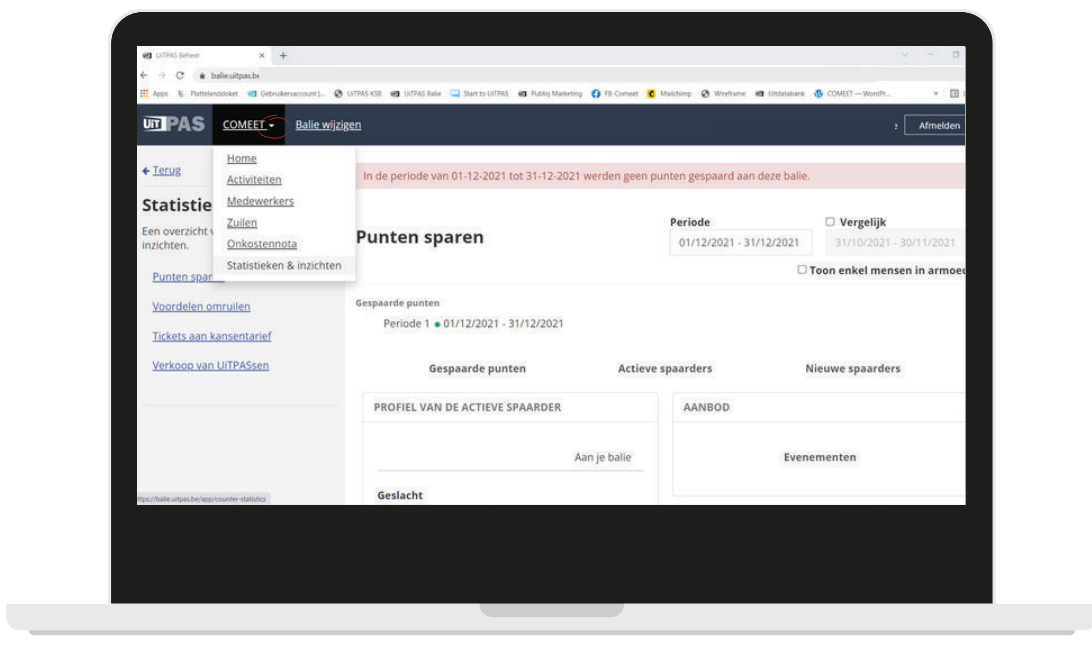 UiTPAS Beheer
balie.uitpas.be
Apps Plattelandsloket Gebruikersaccount |... UiTPAS KSB UiTPAS Balie Start to UiTPAS Publiq Marketing FB-Comeet Mailchimp Wireframe Uitdatabank COMEET — WordPr...
UiTPAS COMEET Balie wijzigen Afmelden
Terug
Home
Activiteiten
Medewerkers
Zuilen
Onkostennota
Statistieken & inzichten
In de periode van 01-12-2021 tot 31-12-2021 werden geen punten gespaard aan deze balie.
Statistie
Een overzicht v
inzichten.
Punten spar
Voordelen omruilen
Tickets aan kansentarief
Verkoop van UiTPASsen
Punten sparen
Periode
01/12/2021 - 31/12/2021
Vergelijk
31/10/2021 - 30/11/2021
Toon enkel mensen in armoed
Gespaarde punten
Periode 1 ● 01/12/2021 - 31/12/2021
Gespaarde punten Actieve spaarders Nieuwe spaarders
PROFIEL VAN DE ACTIEVE SPAARDER
Aan je balie
Geslacht
AANBOD
Evenementen
ttps://balie.uitpas.be/app/counter-statistics